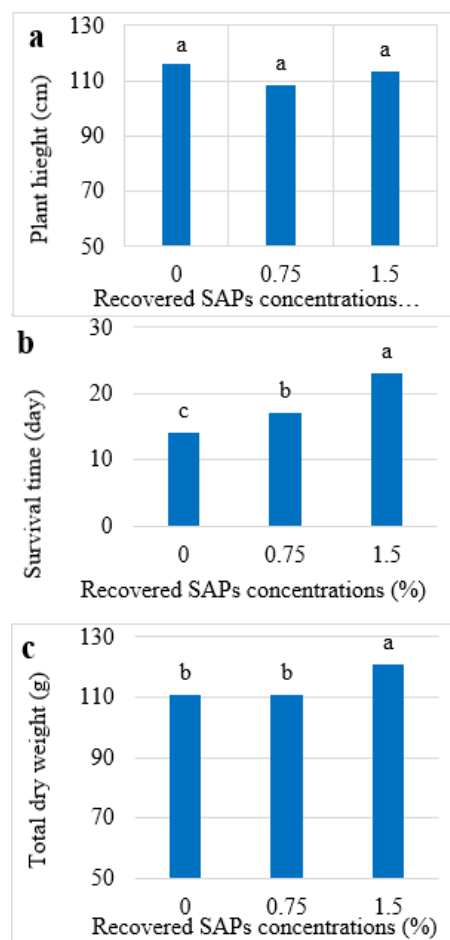 a
Plant hieght (cm)
130
110
90
70
50
a
a
a
0 0.75 1.5
Recovered SAPs concentrations...
b
Survival time (day)
30
20
10
0
c
b
a
0 0.75 1.5
Recovered SAPs concentrations (%)
c
Total dry weight (g)
130
110
90
70
50
b
b
a
0 0.75 1.5
Recovered SAPs concentrations (%)